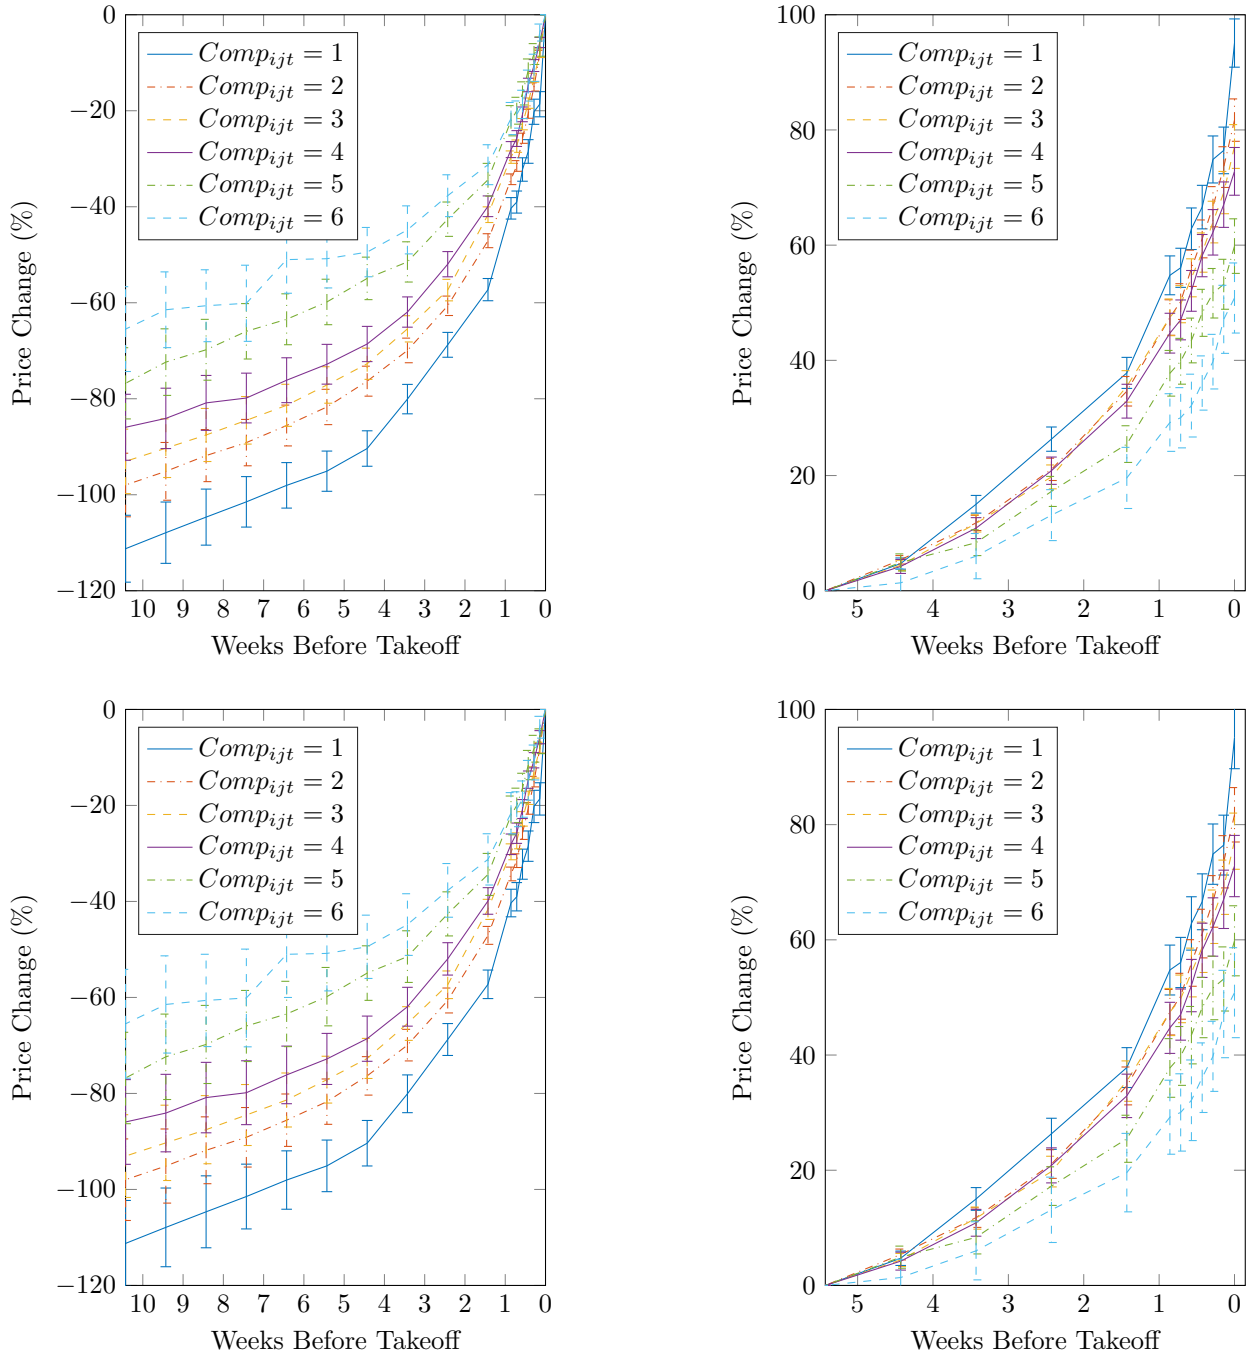 0
−20
−40
−60
−80
−100
−120
Price Change (%)
Comp_ijt = 1
Comp_ijt = 2
Comp_ijt = 3
Comp_ijt = 4
Comp_ijt = 5
Comp_ijt = 6
10 9 8 7 6 5 4 3 2 1 0
Weeks Before Takeoff
100
80
60
40
20
0
Price Change (%)
Comp_ijt = 1
Comp_ijt = 2
Comp_ijt = 3
Comp_ijt = 4
Comp_ijt = 5
Comp_ijt = 6
5 4 3 2 1 0
Weeks Before Takeoff
0
−20
−40
−60
−80
−100
−120
Price Change (%)
Comp_ijt = 1
Comp_ijt = 2
Comp_ijt = 3
Comp_ijt = 4
Comp_ijt = 5
Comp_ijt = 6
10 9 8 7 6 5 4 3 2 1 0
Weeks Before Takeoff
100
80
60
40
20
0
Price Change (%)
Comp_ijt = 1
Comp_ijt = 2
Comp_ijt = 3
Comp_ijt = 4
Comp_ijt = 5
Comp_ijt = 6
5 4 3 2 1 0
Weeks Before Takeoff